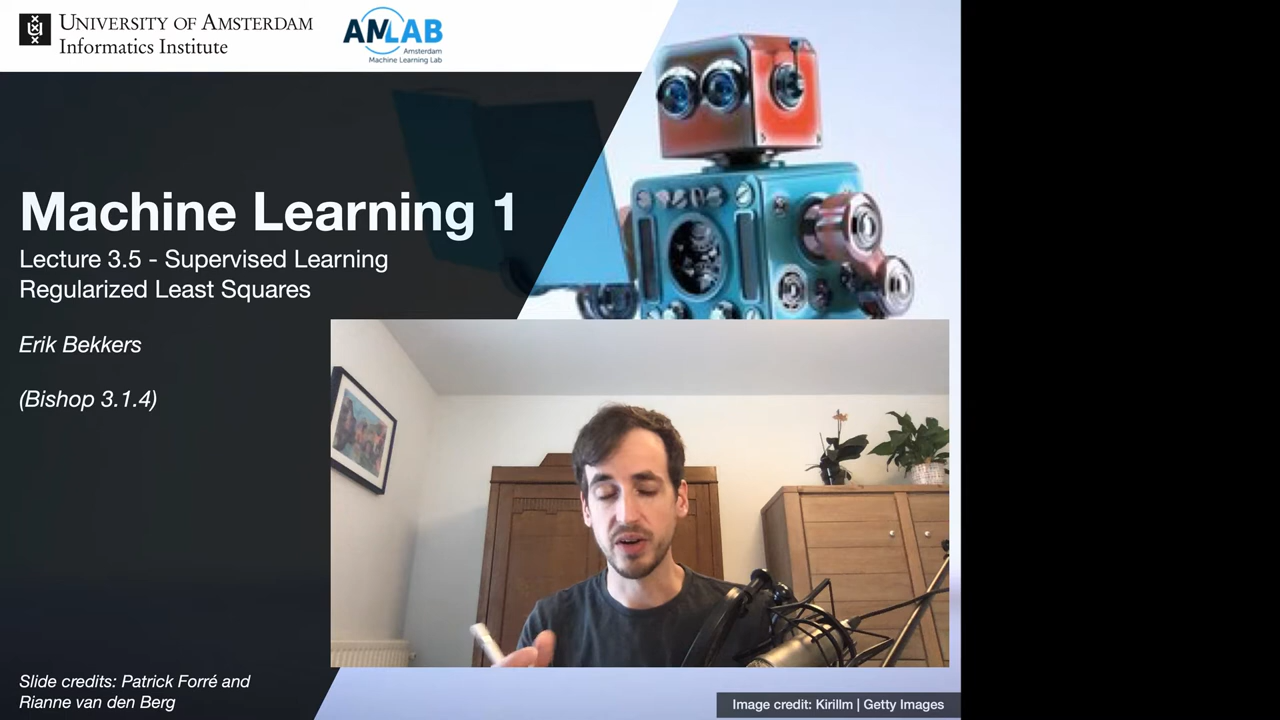 UNIVERSITY OF AMSTERDAM
Informatics Institute
AMLAB
Amsterdam
Machine Learning Lab
Machine Learning 1
Lecture 3.5 - Supervised Learning
Regularized Least Squares
Erik Bekkers
(Bishop 3.1.4)
Slide credits: Patrick Forré and
Rianne van den Berg
Image credit: Kirillm | Getty Images